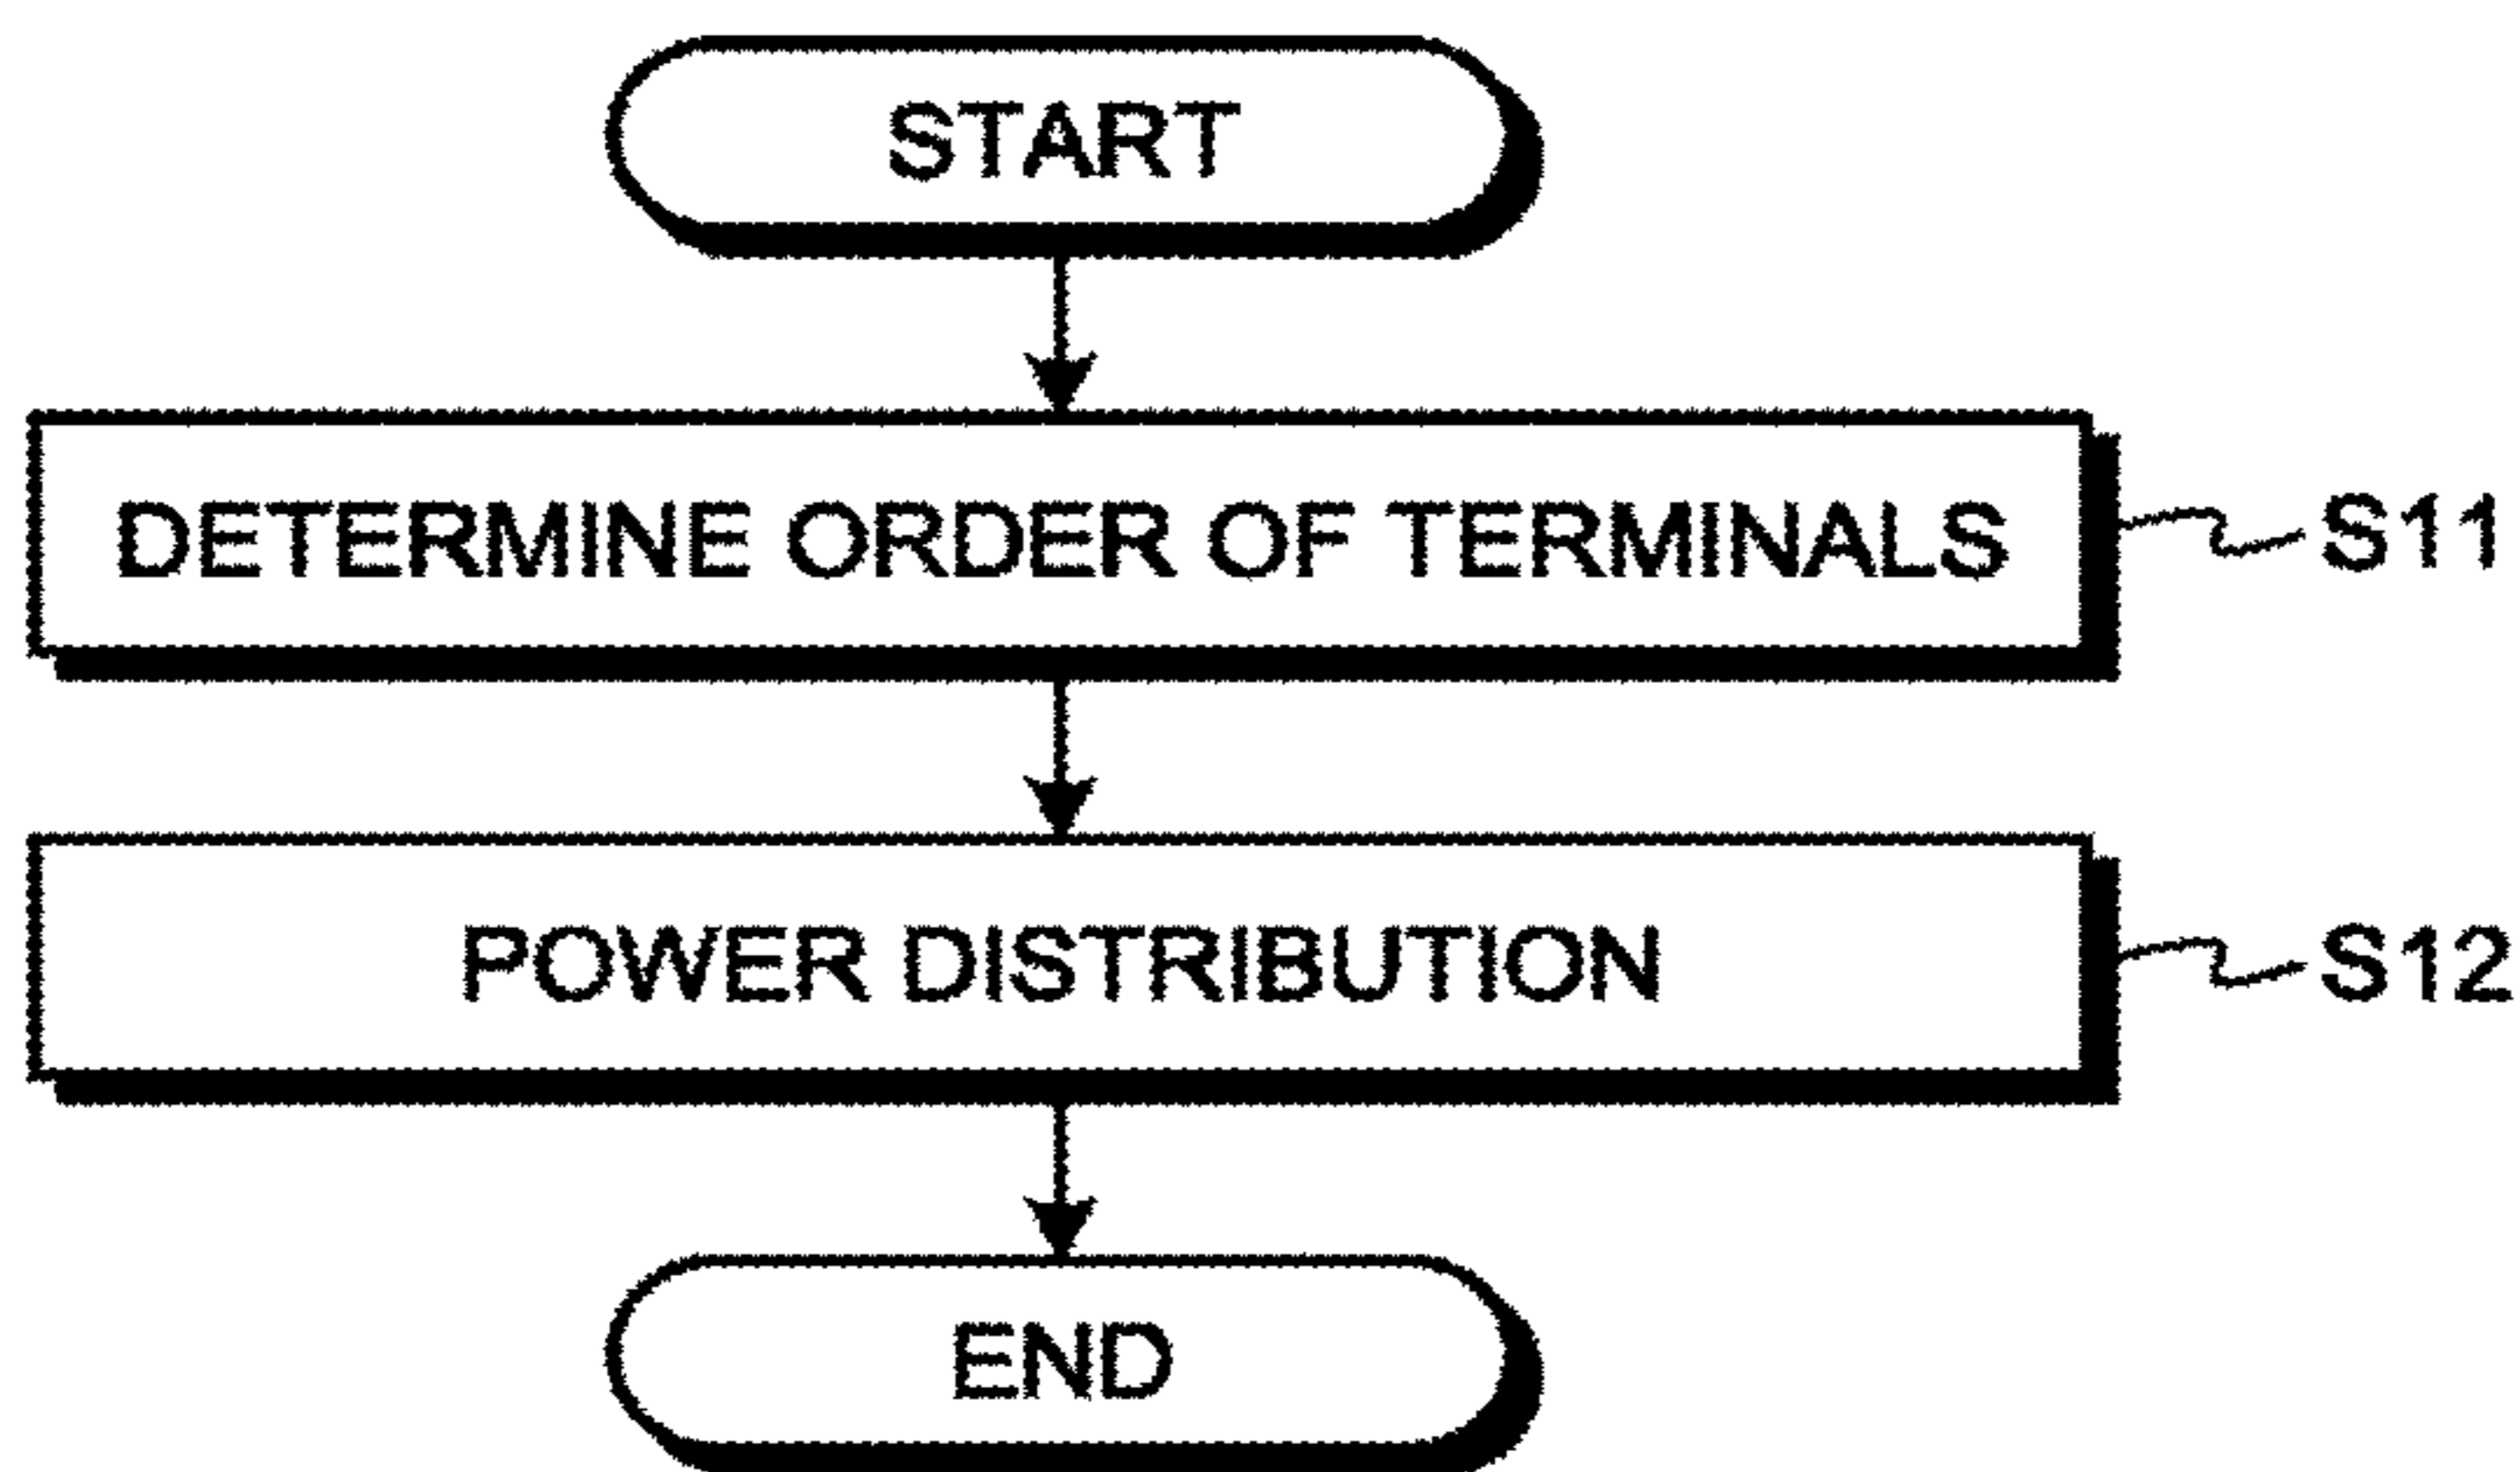 START
DETERMINE ORDER OF TERMINALS
S11
POWER DISTRIBUTION
S12
END